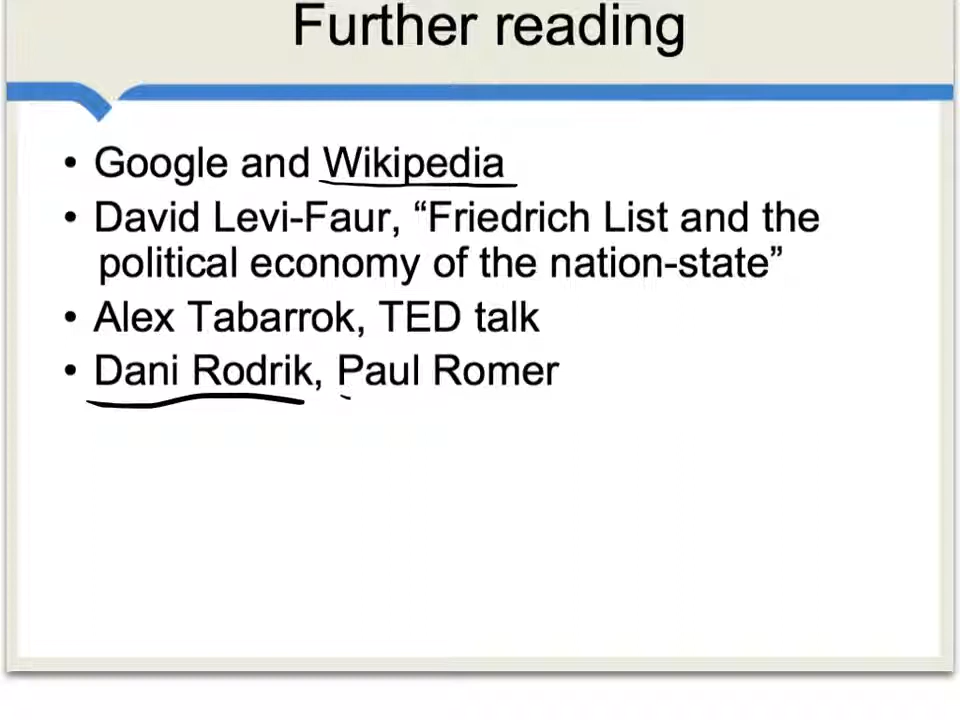 Further reading
• Google and Wikipedia
• David Levi-Faur, “Friedrich List and the
political economy of the nation-state”
• Alex Tabarrok, TED talk
• Dani Rodrik, Paul Romer